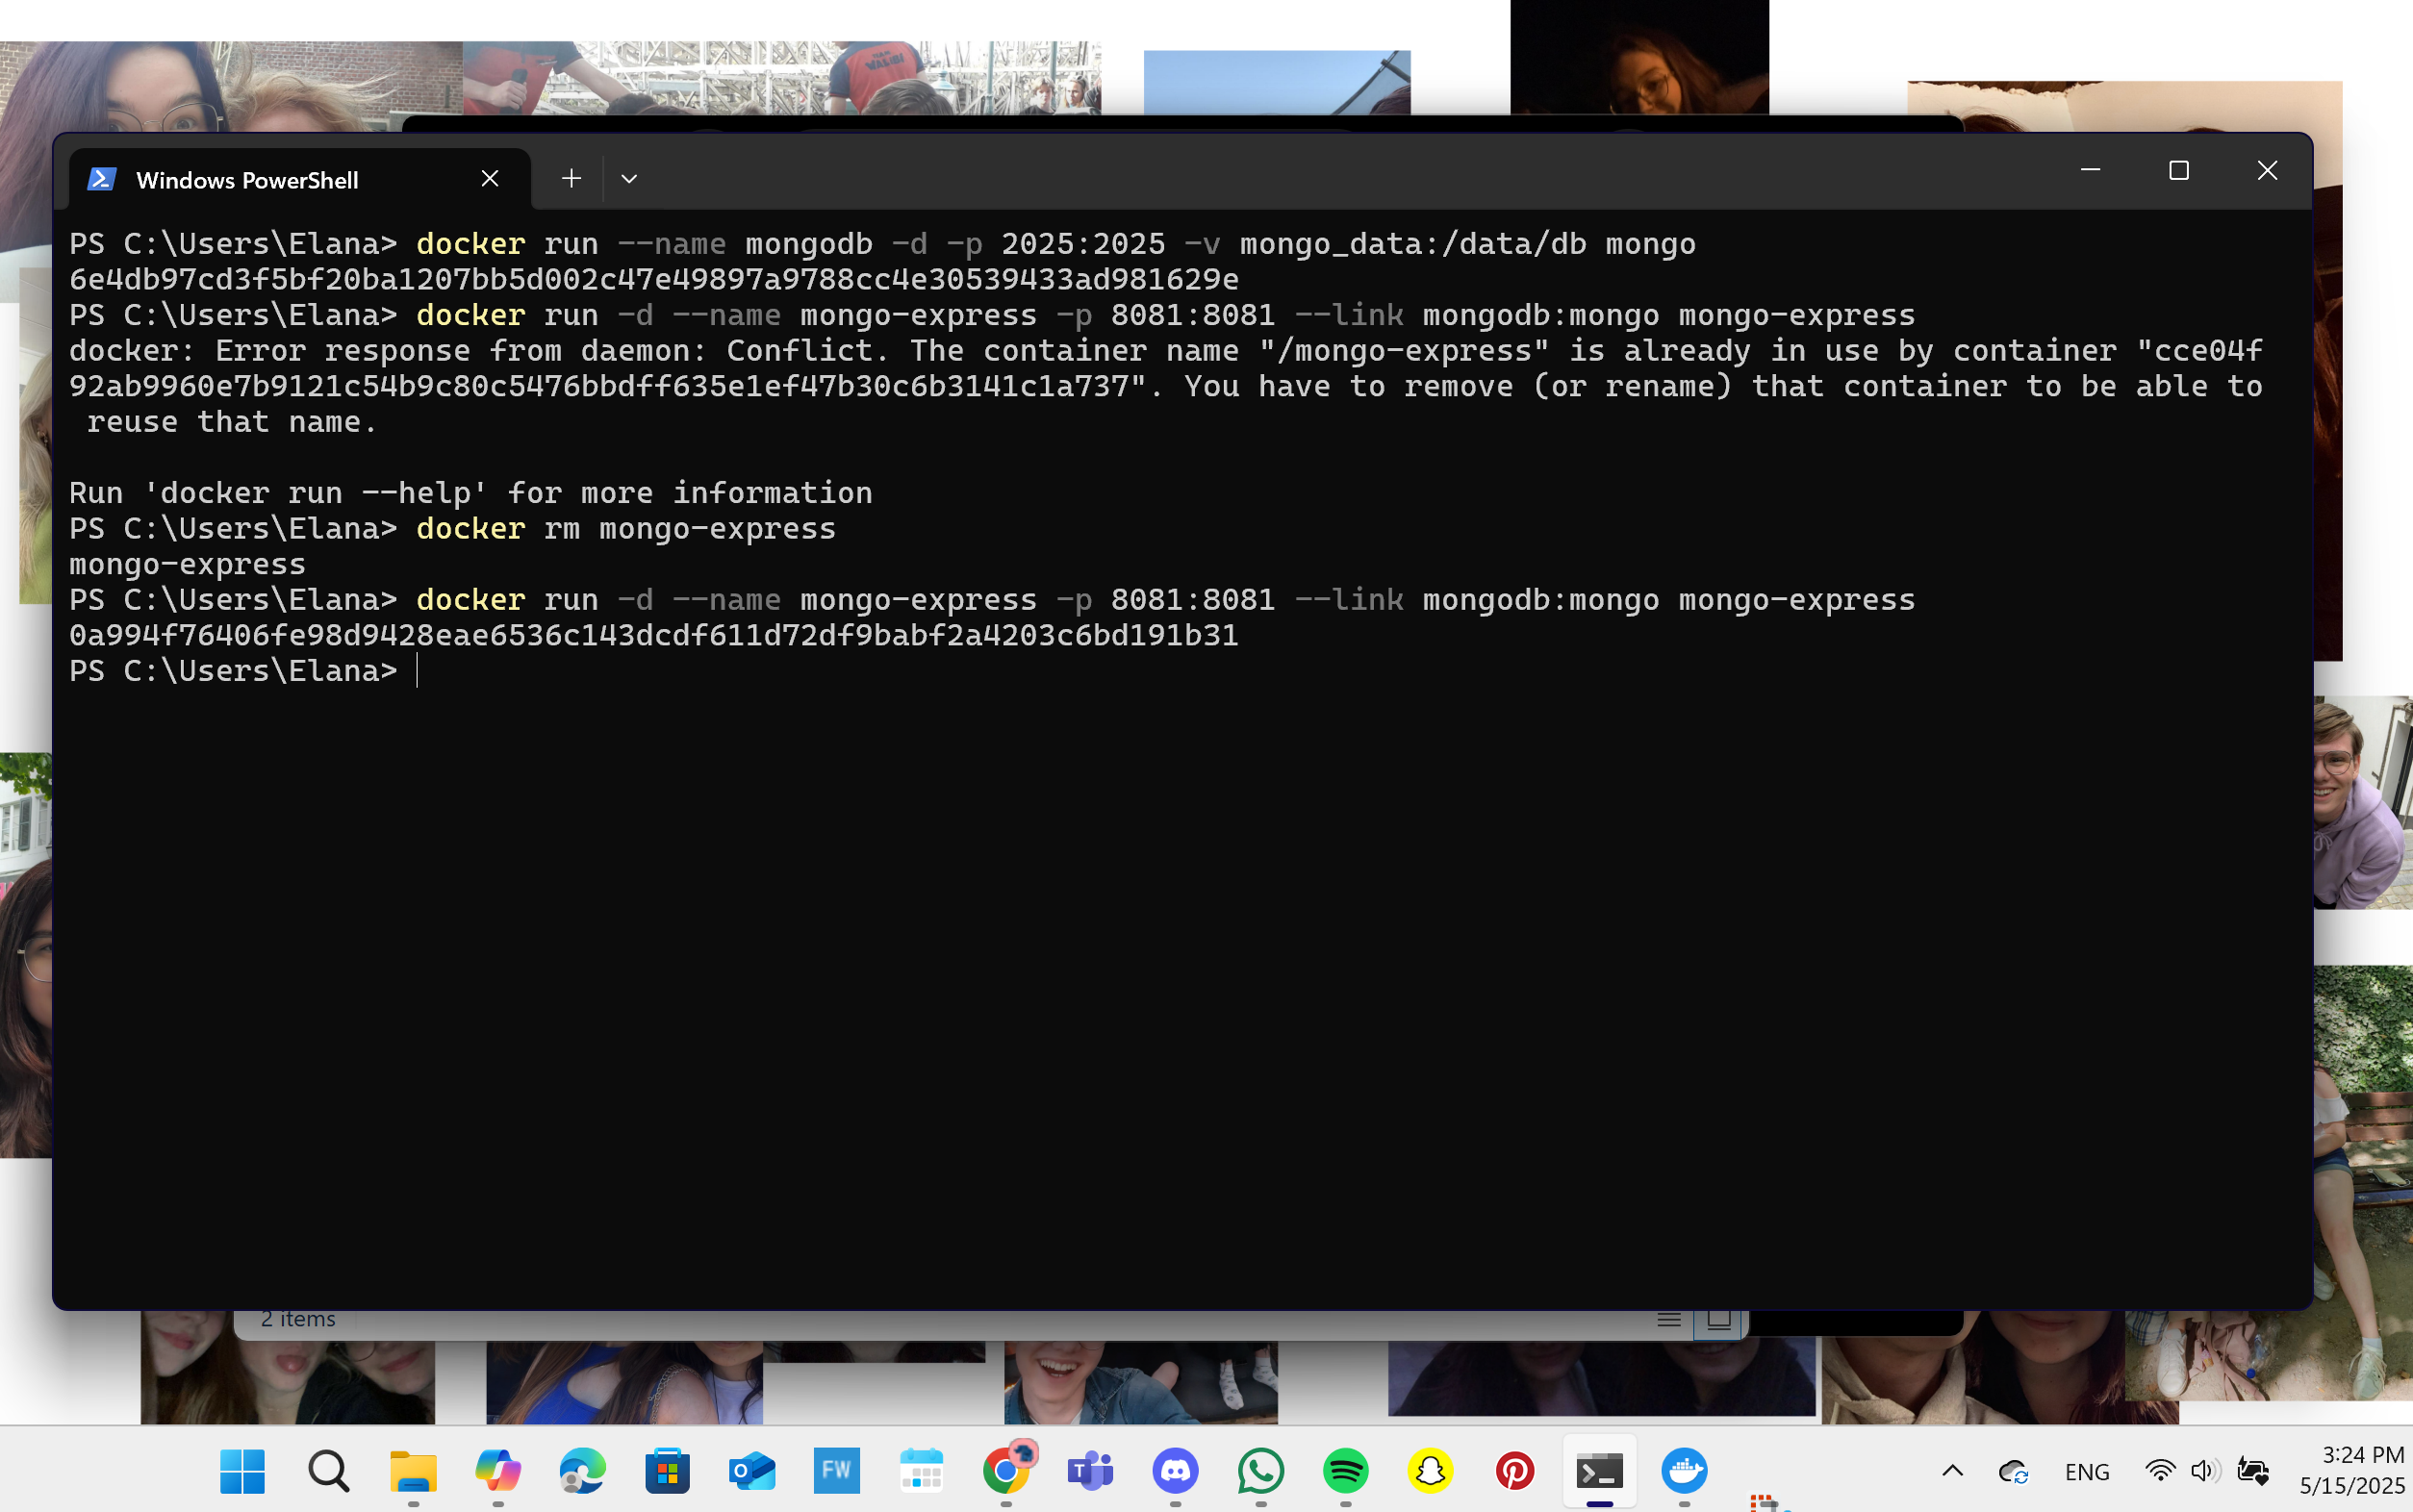 Windows PowerShell
PS C:\Users\Elana> docker run --name mongodb -d -p 2025:2025 -v mongo_data:/data/db mongo
6e4db97cd3f5bf20ba1207bb5d002c47e49897a9788cc4e30539433ad981629e
PS C:\Users\Elana> docker run -d --name mongo-express -p 8081:8081 --link mongodb:mongo mongo-express
docker: Error response from daemon: Conflict. The container name "/mongo-express" is already in use by container "cce04f
92ab9960e7b9121c54b9c80c5476bbdff635e1ef47b30c6b3141c1a737". You have to remove (or rename) that container to be able to
 reuse that name.
Run 'docker run --help' for more information
PS C:\Users\Elana> docker rm mongo-express
mongo-express
PS C:\Users\Elana> docker run -d --name mongo-express -p 8081:8081 --link mongodb:mongo mongo-express
0a994f76406fe98d9428eae6536c143dcdf611d72df9babf2a4203c6bd191b31
PS C:\Users\Elana>
2 items
FW
ENG
3:24 PM
5/15/2025